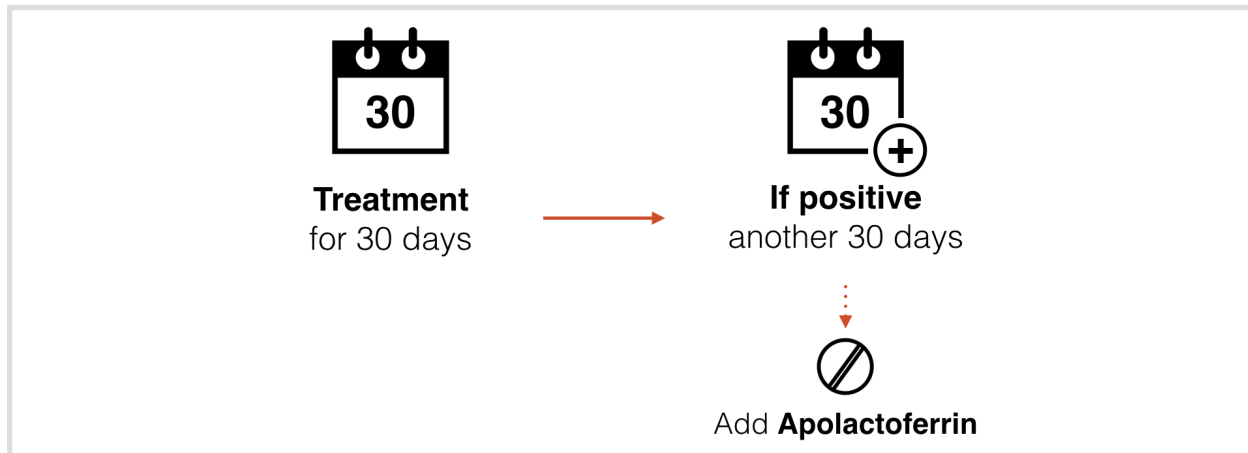 30
Treatment
for 30 days
30
If positive
another 30 days
Add Apolactoferrin